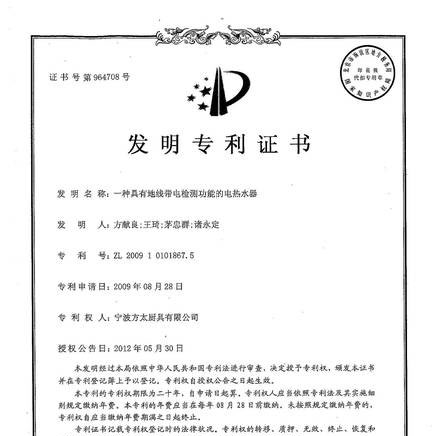 证书号第964708号
发明专利证书
发明名称：一种具有地线带电检测功能的电热水器
发明人：方献良;王琦;茅忠群;诸永定
专利号：ZL 2009 1 0101867.5
专利申请日：2009年08月28日
专利权人：宁波方太厨具有限公司
授权公告日：2012年05月30日
本发明经过本局依照中华人民共和国专利法进行审查，决定授予专利权，颁发本证书
并在专利登记簿上予以登记。专利权自授权公告之日起生效。
本专利的专利权期限为二十年，自申请日起算。专利权人应当依照专利法及其实施细
则规定缴纳年费。本专利的年费应当在每年08月28日前缴纳。未按照规定缴纳年费的，
专利权自应当缴纳年费期满之日起终止。
专利证书记载专利权登记时的法律状况。专利权的转移、质押、无效、终止、恢复和